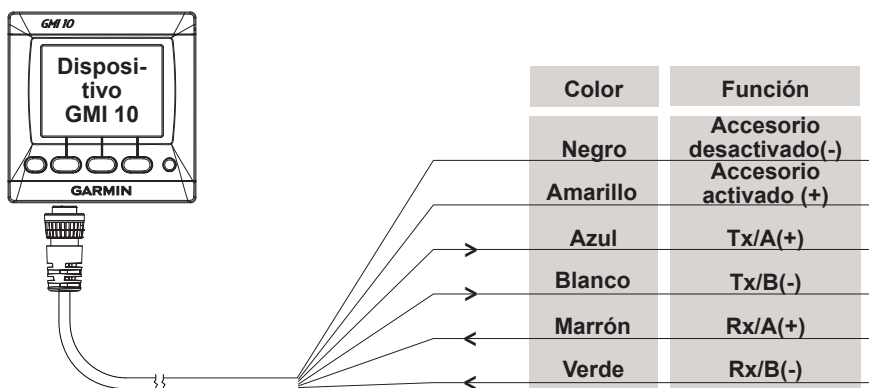 GMI 10
Disposi-
tivo
GMI 10
GARMIN
Color Función
Negro Accesorio
desactivado(-)
Amarillo Accesorio
activado (+)
Azul Tx/A(+)
Blanco Tx/B(-)
Marrón Rx/A(+)
Verde Rx/B(-)